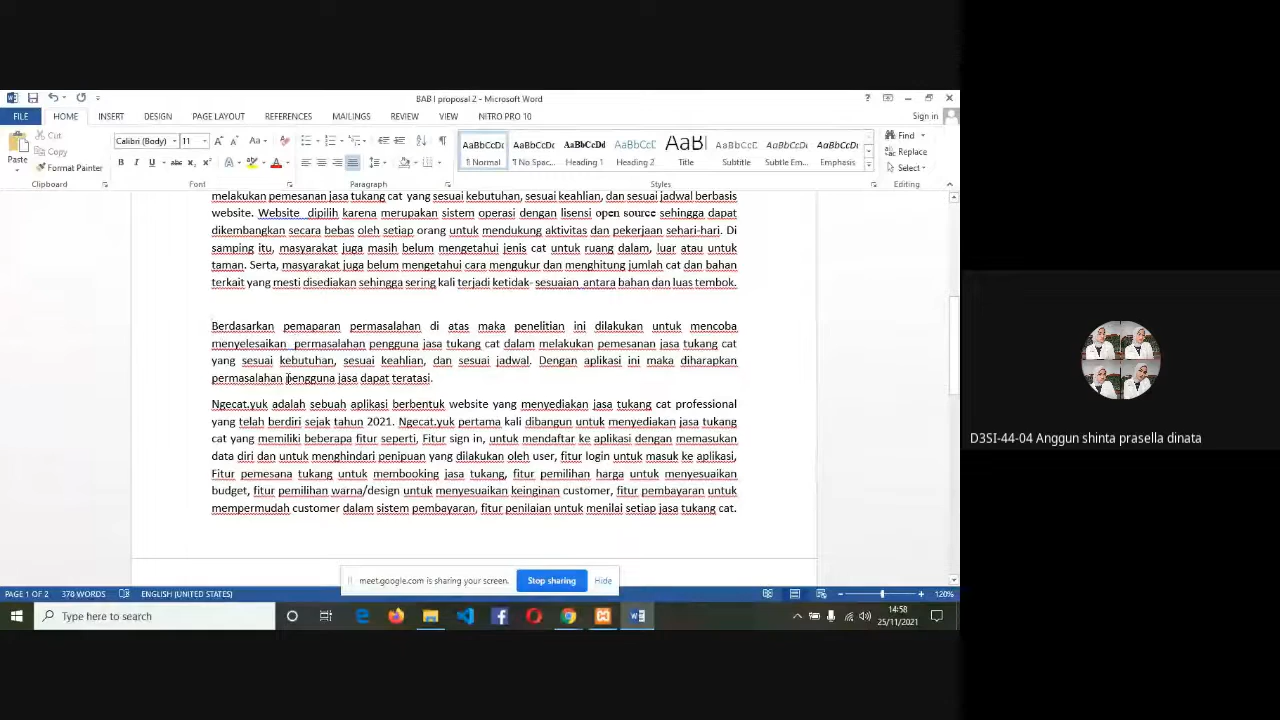 BAB I proposal 2 - Microsoft Word
Sign in
FILE HOME INSERT DESIGN PAGE LAYOUT REFERENCES MAILINGS REVIEW VIEW NITRO PRO 10
Paste
Cut
Copy
Format Painter
Clipboard
Calibri (Body) 11
Font
Paragraph
AaBbCcDd AaBbCcDd AaBbCcDd AaBbCcDd AaBl AaBbCcD AaBbCcDd AaBbCcDd
¶ Normal ¶ No Spac... Heading 1 Heading 2 Title Subtitle Subtle Em... Emphasis
Styles
Find
Replace
Select
Editing
melakukan pemesanan jasa tukang cat yang sesuai kebutuhan, sesuai keahlian, dan sesuai jadwal berbasis
website. Website dipilih karena merupakan sistem operasi dengan lisensi open source sehingga dapat
dikembangkan secara bebas oleh setiap orang untuk mendukung aktivitas dan pekerjaan sehari-hari. Di
samping itu, masyarakat juga masih belum mengetahui jenis cat untuk ruang dalam, luar atau untuk
taman. Serta, masyarakat juga belum mengetahui cara mengukur dan menghitung jumlah cat dan bahan
terkait yang mesti disediakan sehingga sering kali terjadi ketidak- sesuaian antara bahan dan luas tembok.
Berdasarkan pemaparan permasalahan di atas maka penelitian ini dilakukan untuk mencoba
menyelesaikan permasalahan pengguna jasa tukang cat dalam melakukan pemesanan jasa tukang cat
yang sesuai kebutuhan, sesuai keahlian, dan sesuai jadwal. Dengan aplikasi ini maka diharapkan
permasalahan pengguna jasa dapat teratasi.
Ngecat.yuk adalah sebuah aplikasi berbentuk website yang menyediakan jasa tukang cat professional
yang telah berdiri sejak tahun 2021. Ngecat.yuk pertama kali dibangun untuk menyediakan jasa tukang
cat yang memiliki beberapa fitur seperti, Fitur sign in, untuk mendaftar ke aplikasi dengan memasukan
data diri dan untuk menghindari penipuan yang dilakukan oleh user, fitur login untuk masuk ke aplikasi,
Fitur pemesana tukang untuk membooking jasa tukang, fitur pemilihan harga untuk menyesuaikan
budget, fitur pemilihan warna/design untuk menyesuaikan keinginan customer, fitur pembayaran untuk
mempermudah customer dalam sistem pembayaran, fitur penilaian untuk menilai setiap jasa tukang cat.
meet.google.com is sharing your screen. Stop sharing Hide
PAGE 1 OF 2 378 WORDS ENGLISH (UNITED STATES) 120%
Type here to search
14:58
25/11/2021
D3SI-44-04 Anggun shinta prasella dinata